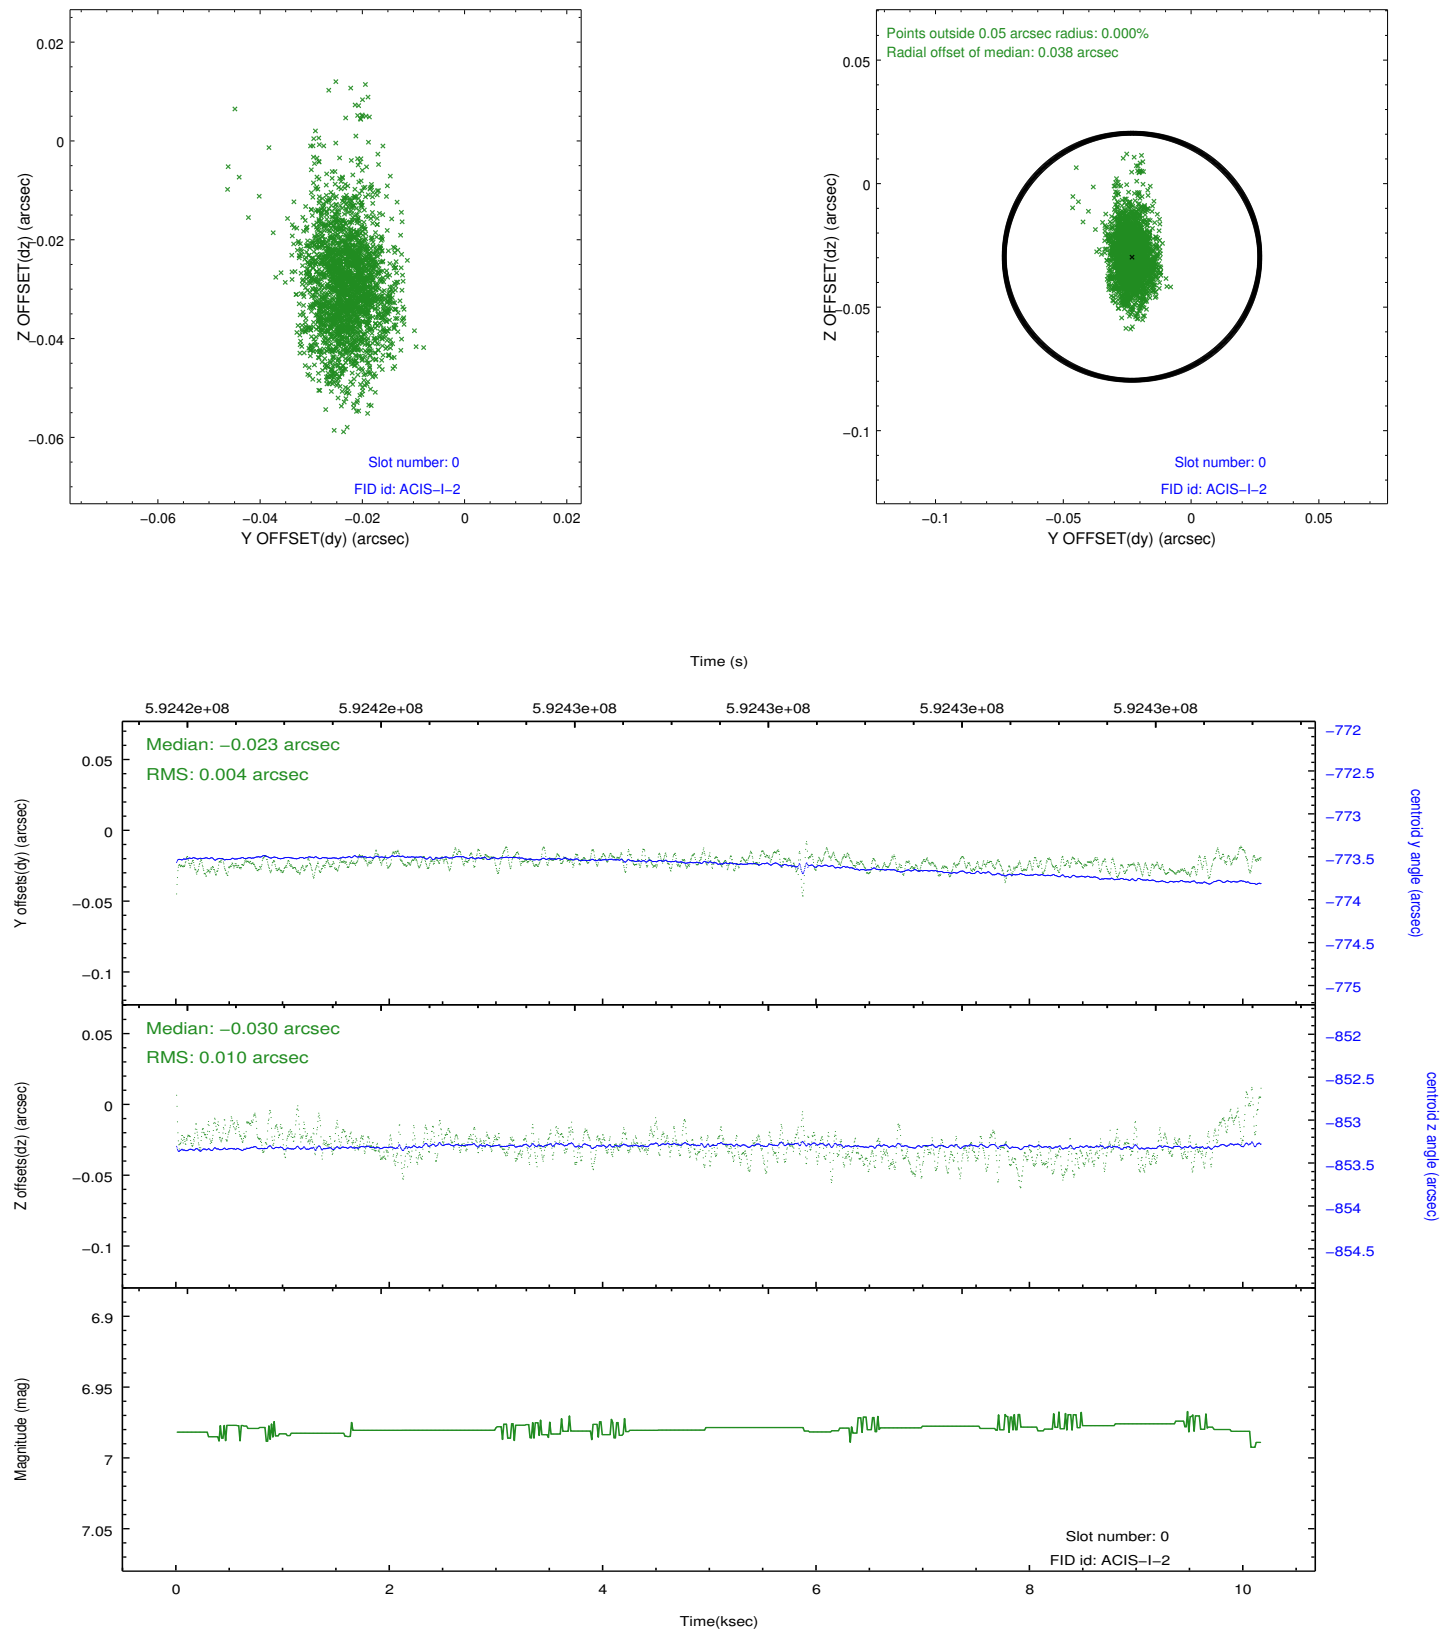 0.02
0
−0.02
−0.04
−0.06
Z OFFSET(dz) (arcsec)
Slot number: 0
FID id: ACIS−I−2
−0.06
−0.04
−0.02
0
0.02
Y OFFSET(dy) (arcsec)
Points outside 0.05 arcsec radius: 0.000%
Radial offset of median: 0.038 arcsec
0.05
0
−0.05
−0.1
Z OFFSET(dz) (arcsec)
Slot number: 0
FID id: ACIS−I−2
−0.1
−0.05
0
0.05
Y OFFSET(dy) (arcsec)
Time (s)
5.9242e+08
5.9242e+08
5.9243e+08
5.9243e+08
5.9243e+08
5.9243e+08
Median: −0.023 arcsec
RMS: 0.004 arcsec
0.05
0
−0.05
−0.1
Y offsets(dy) (arcsec)
−772
−772.5
−773
−773.5
−774
−774.5
−775
centroid y angle (arcsec)
Median: −0.030 arcsec
RMS: 0.010 arcsec
0.05
0
−0.05
−0.1
Z offsets(dz) (arcsec)
−852
−852.5
−853
−853.5
−854
−854.5
centroid z angle (arcsec)
6.9
6.95
7
7.05
Magnitude (mag)
Slot number: 0
FID id: ACIS−I−2
0
2
4
6
8
10
Time(ksec)